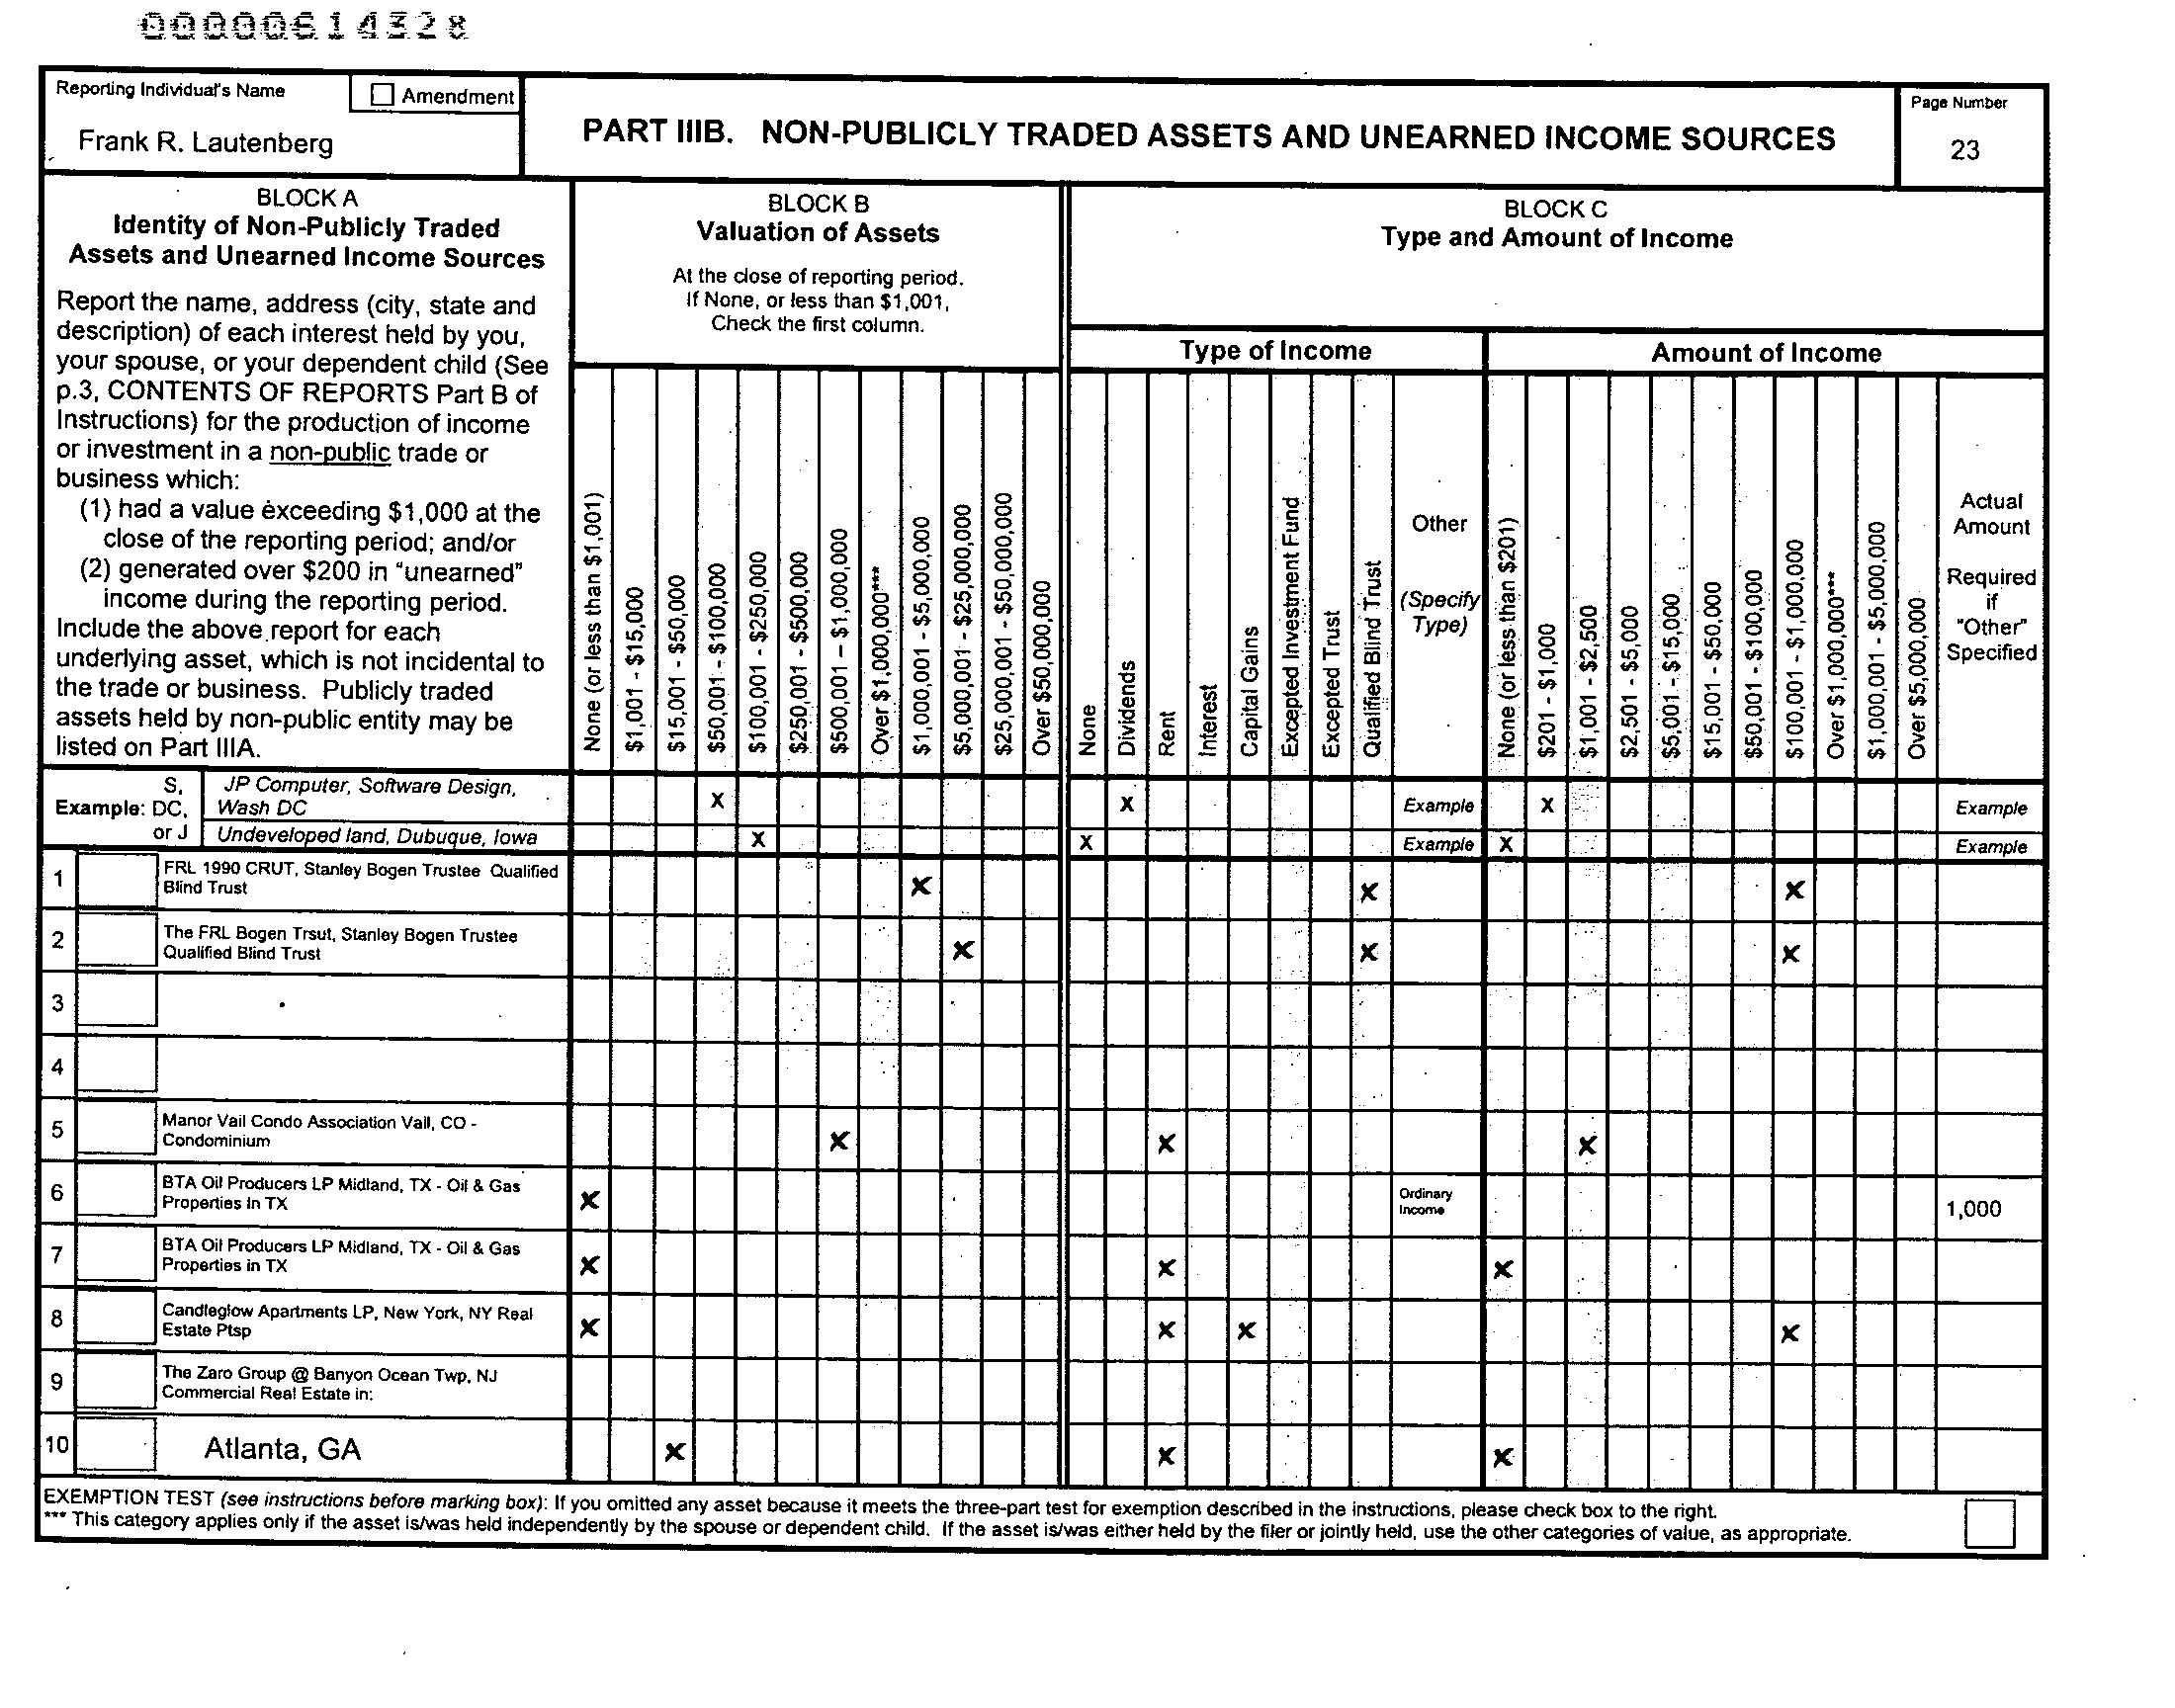 00000614328
Reporting Individual's Name
Amendment
Frank R. Lautenberg
PART IIIB. NON-PUBLICLY TRADED ASSETS AND UNEARNED INCOME SOURCES
Page Number
23
BLOCK A
Identity of Non-Publicly Traded
Assets and Unearned Income Sources
Report the name, address (city, state and
description) of each interest held by you,
your spouse, or your dependent child (See
p.3, CONTENTS OF REPORTS Part B of
Instructions) for the production of income
or investment in a non-public trade or
business which:
(1) had a value exceeding $1,000 at the
close of the reporting period; and/or
(2) generated over $200 in "unearned"
income during the reporting period.
Include the above report for each
underlying asset, which is not incidental to
the trade or business. Publicly traded
assets held by non-public entity may be
listed on Part IIIA.
BLOCK B
Valuation of Assets
At the close of reporting period.
If None, or less than $1,001,
Check the first column.
None (or less than $1,001)
$1,001 - $15,000
$15,001 - $50,000
$50,001 - $100,000
$100,001 - $250,000
$250,001 - $500,000
$500,001 – $1,000,000
Over $1,000,000***
$1,000,001 - $5,000,000
$5,000,001 - $25,000,000
$25,000,001 - $50,000,000
Over $50,000,000
BLOCK C
Type and Amount of Income
Type of Income
None
Dividends
Rent
Interest
Capital Gains
Excepted Investment Fund
Excepted Trust
Qualified Blind Trust
Other
(Specify
Type)
Amount of Income
None (or less than $201)
$201 - $1,000
$1,001 - $2,500
$2,501 - $5,000
$5,001 - $15,000
$15,001 - $50,000
$50,001 - $100,000
$100,001 - $1,000,000
Over $1,000,000***
$1,000,001 - $5,000,000
Over $5,000,000
Actual
Amount
Required
if
"Other"
Specified
Example:
S,
DC,
or J
JP Computer, Software Design,
Wash DC
X X Example X Example
Undeveloped land, Dubuque, Iowa X X Example X Example
1
FRL 1990 CRUT, Stanley Bogen Trustee Qualified
Blind Trust
X X X
2
The FRL Bogen Trsut, Stanley Bogen Trustee
Qualified Blind Trust
X X X
3
4
5
Manor Vail Condo Association Vail, CO -
Condominium
X X X
6
BTA Oil Producers LP Midland, TX - Oil & Gas
Properties in TX
X
Ordinary
Income
1,000
7
BTA Oil Producers LP Midland, TX - Oil & Gas
Properties in TX
X X X
8
Candleglow Apartments LP, New York, NY Real
Estate Ptsp
X X X X
9
The Zaro Group @ Banyon Ocean Twp, NJ
Commercial Real Estate in:
10
Atlanta, GA X X X
EXEMPTION TEST (see instructions before marking box): If you omitted any asset because it meets the three-part test for exemption described in the instructions, please check box to the right.
*** This category applies only if the asset is/was held independently by the spouse or dependent child. If the asset is/was either held by the filer or jointly held, use the other categories of value, as appropriate.